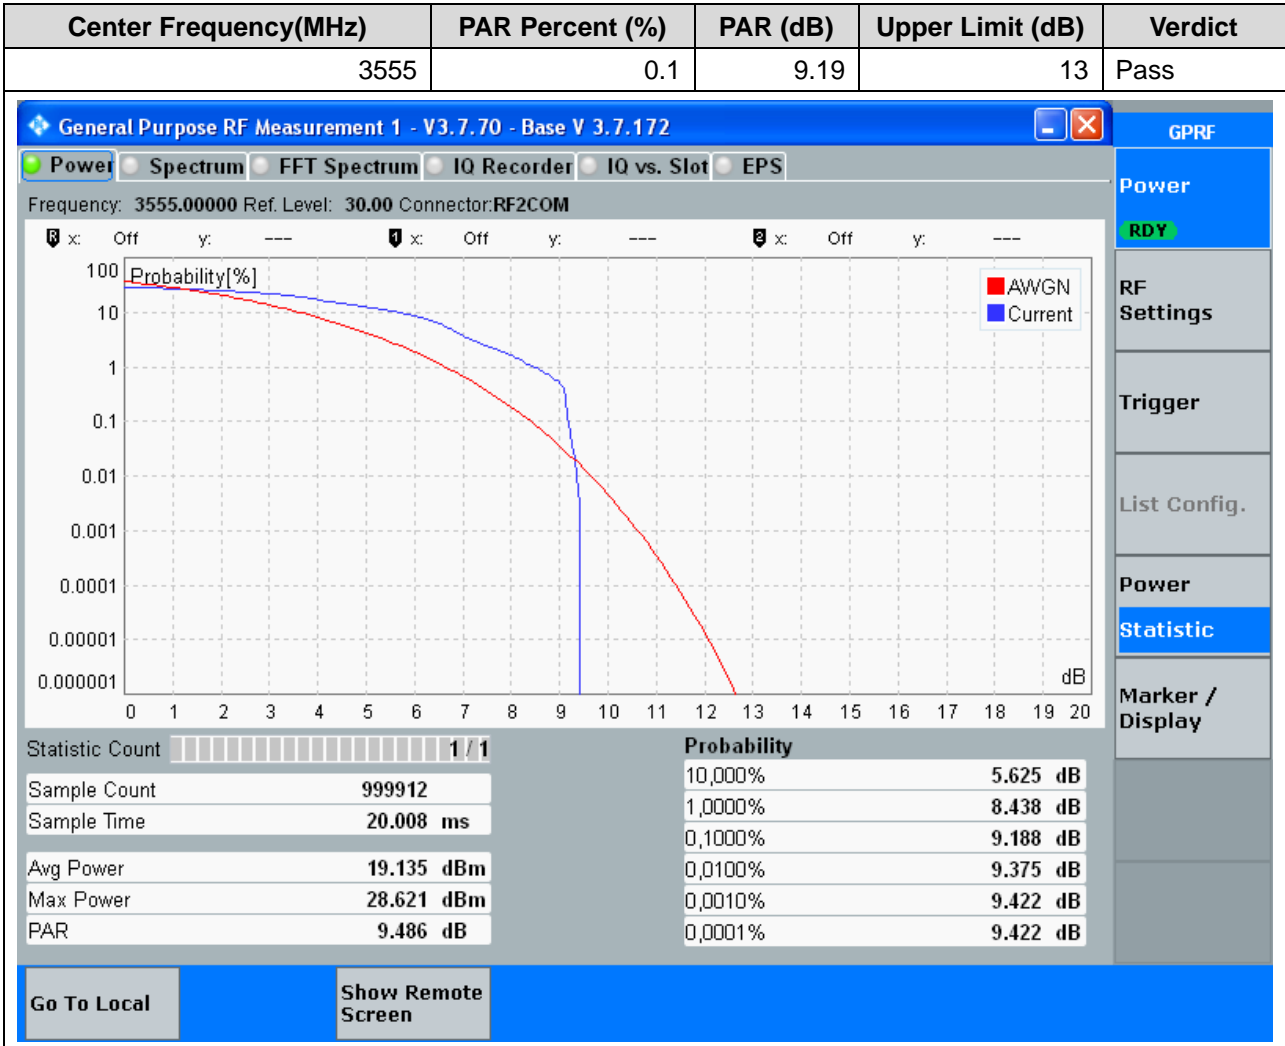 Center Frequency(MHz) PAR Percent (%) PAR (dB) Upper Limit (dB) Verdict
3555 0.1 9.19 13 Pass
General Purpose RF Measurement 1 - V3.7.70 - Base V 3.7.172
GPRF
Power Spectrum FFT Spectrum IQ Recorder IQ vs. Slot EPS
Frequency: 3555.00000 Ref. Level: 30.00 Connector:RF2COM
R x: Off y: --- 1 x: Off y: --- 2 x: Off y: ---
Probability[%]
AWGN
Current
100
10
1
0.1
0.01
0.001
0.0001
0.00001
0.000001
dB
0 1 2 3 4 5 6 7 8 9 10 11 12 13 14 15 16 17 18 19 20
Statistic Count 1 / 1
Sample Count 999912
Sample Time 20.008 ms
Avg Power 19.135 dBm
Max Power 28.621 dBm
PAR 9.486 dB
Probability
10,000% 5.625 dB
1,0000% 8.438 dB
0,1000% 9.188 dB
0,0100% 9.375 dB
0,0010% 9.422 dB
0,0001% 9.422 dB
Power
RDY
RF
Settings
Trigger
List Config.
Power
Statistic
Marker /
Display
Go To Local
Show Remote
Screen